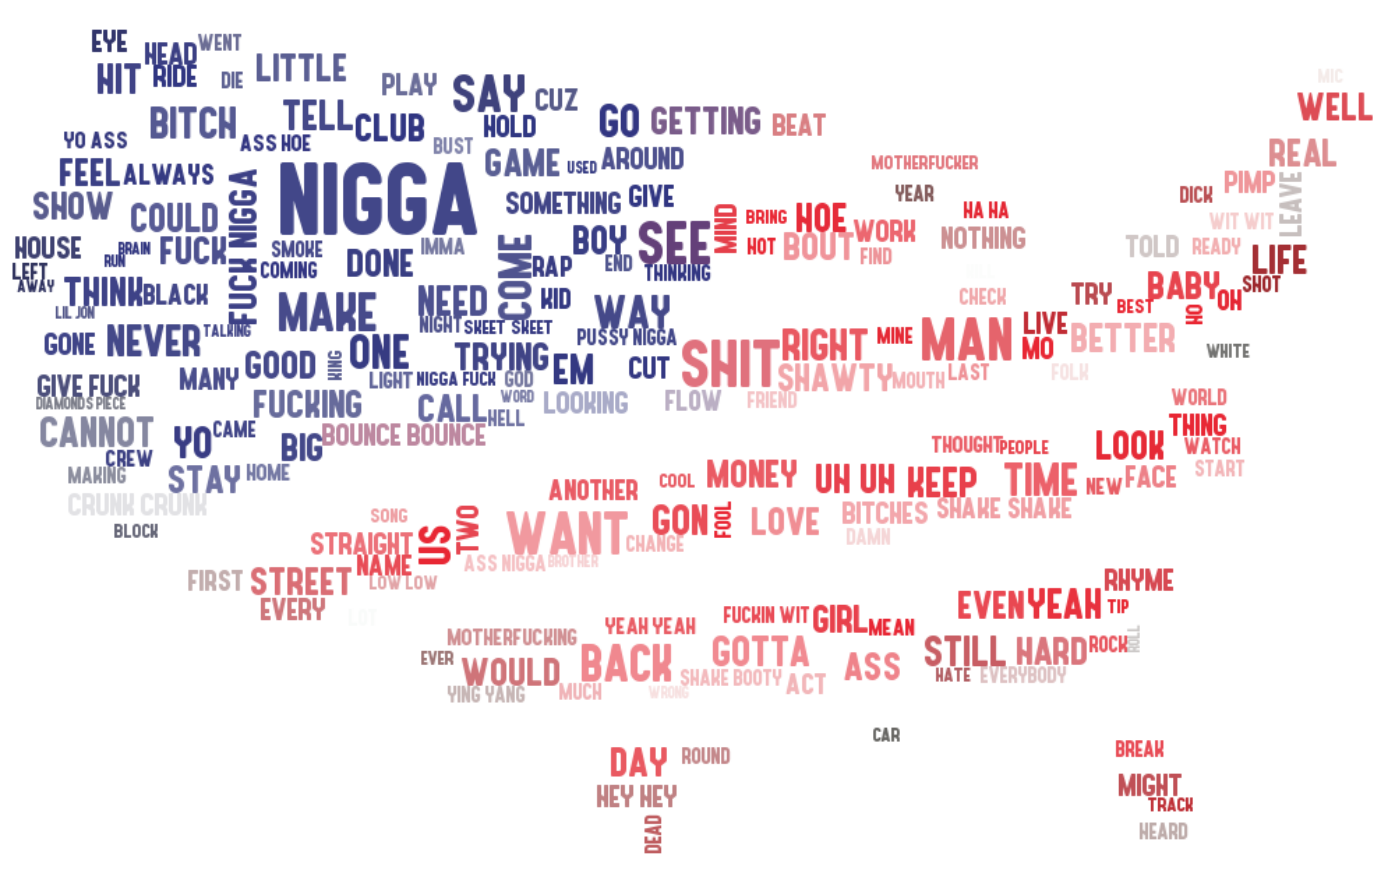 EYE
HEAD
WENT
HIT
RIDE
DIE
LITTLE
PLAY
SAY
CUZ
MIC
WELL
BITCH
TELL
CLUB
HOLD
GO
GETTING
BEAT
YO ASS
ASS HOE
BUST
GAME
USED
AROUND
MOTHERFUCKER
REAL
FEEL
ALWAYS
FUCK NIGGA
NIGGA
SOMETHING
GIVE
YEAR
DICK
PIMP
LEAVE
SHOW
COULD
MIND
BRING
HOE
WORK
HA HA
WIT WIT
HOUSE
BRAIN
RUN
FUCK
SMOKE
IMMA
COME
BOY
SEE
HOT
BOUT
FIND
NOTHING
TOLD
READY
LEFT
AWAY
COMING
DONE
RAP
END
THINKING
LIFE
SHOT
THINK
BLACK
MAKE
NEED
KID
WAY
CHECK
TRY
BEST
BABY
OH
HO
LIL JON
TALKING
NIGHT
SKEET SKEET
PUSSY NIGGA
RIGHT
MINE
MAN
LIVE
MO
BETTER
GONE
NEVER
GOOD
KING
ONE
TRYING
EM
CUT
SHIT
WHITE
GIVE FUCK
MANY
LIGHT
NIGGA FUCK
GOD
SHAWTY
MOUTH
LAST
FOLK
DIAMONDS PIECE
FUCKING
CALL
HELL
WORD
LOOKING
FLOW
FRIEND
WORLD
CANNOT
YO
CAME
BIG
BOUNCE BOUNCE
THOUGHT
PEOPLE
LOOK
THING
WATCH
CREW
MAKING
STAY
HOME
ANOTHER
COOL
MONEY
UH UH
KEEP
TIME
NEW
FACE
START
CRUNK CRUNK
BLOCK
SONG
US
TWO
WANT
GON
FOOL
LOVE
BITCHES
SHAKE SHAKE
STRAIGHT
NAME
CHANGE
DAMN
FIRST
STREET
LOW LOW
ASS NIGGA
BROTHER
RHYME
EVERY
LOT
FUCKIN WIT
GIRL
MEAN
EVEN
YEAH
TIP
MOTHERFUCKING
YEAH YEAH
EVER
WOULD
BACK
GOTTA
ASS
STILL
HARD
ROCK
ROLL
YING YANG
MUCH
SHAKE BOOTY
WRONG
ACT
HATE
EVERYBODY
CAR
DAY
ROUND
BREAK
HEY HEY
MIGHT
TRACK
DEAD
HEARD